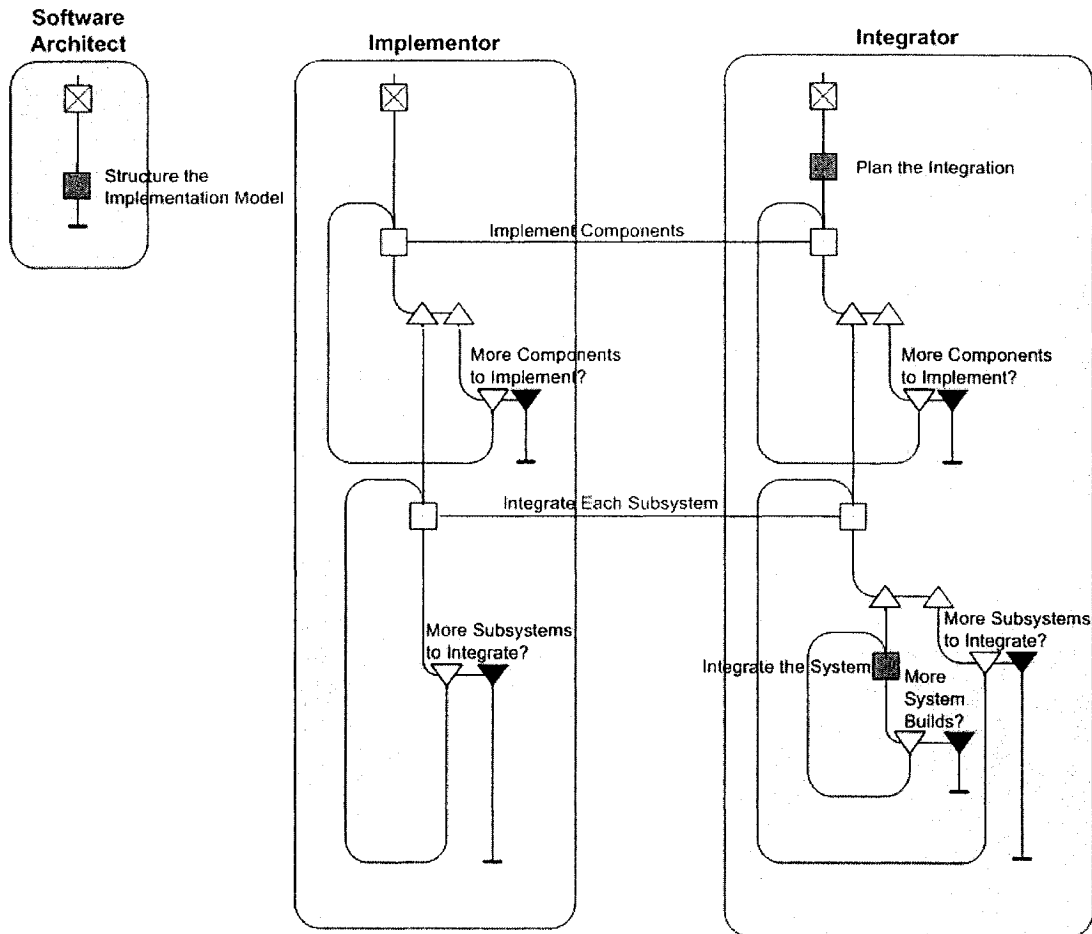 Software
Architect
Implementor
Integrator
Structure the
Implementation Model
Plan the Integration
Implement Components
More Components
to Implement?
More Components
to Implement?
Integrate Each Subsystem
More Subsystems
to Integrate?
More Subsystems
to Integrate?
Integrate the System
More
System
Builds?